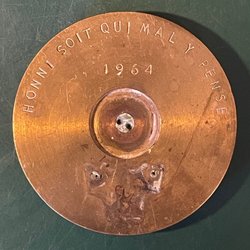 HONNI SOIT QUI MAL Y PENSE
1964